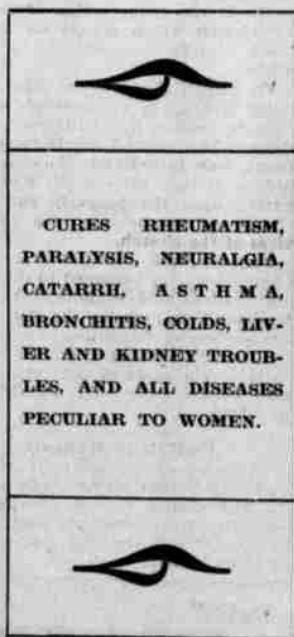 CURES RHEUMATISM,
PARALYSIS, NEURALGIA,
CATARRH, ASTHMA,
BRONCHITIS, COLDS, LIV-
ER AND KIDNEY TROUB-
LES, AND ALL DISEASES
PECULIAR TO WOMEN.